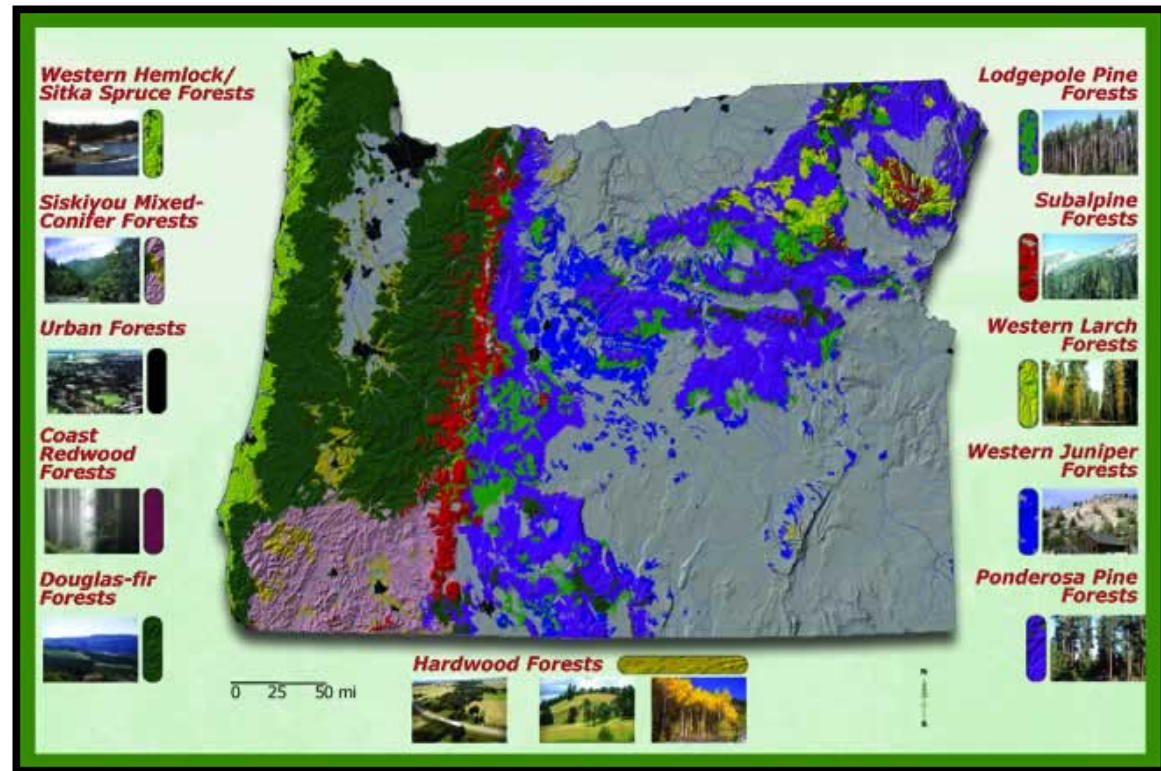 Western Hemlock/
Sitka Spruce Forests
Siskiyou Mixed-
Conifer Forests
Urban Forests
Coast
Redwood
Forests
Douglas-fir
Forests
Lodgepole Pine
Forests
Subalpine
Forests
Western Larch
Forests
Western Juniper
Forests
Ponderosa Pine
Forests
Hardwood Forests
0 25 50 mi
N
S